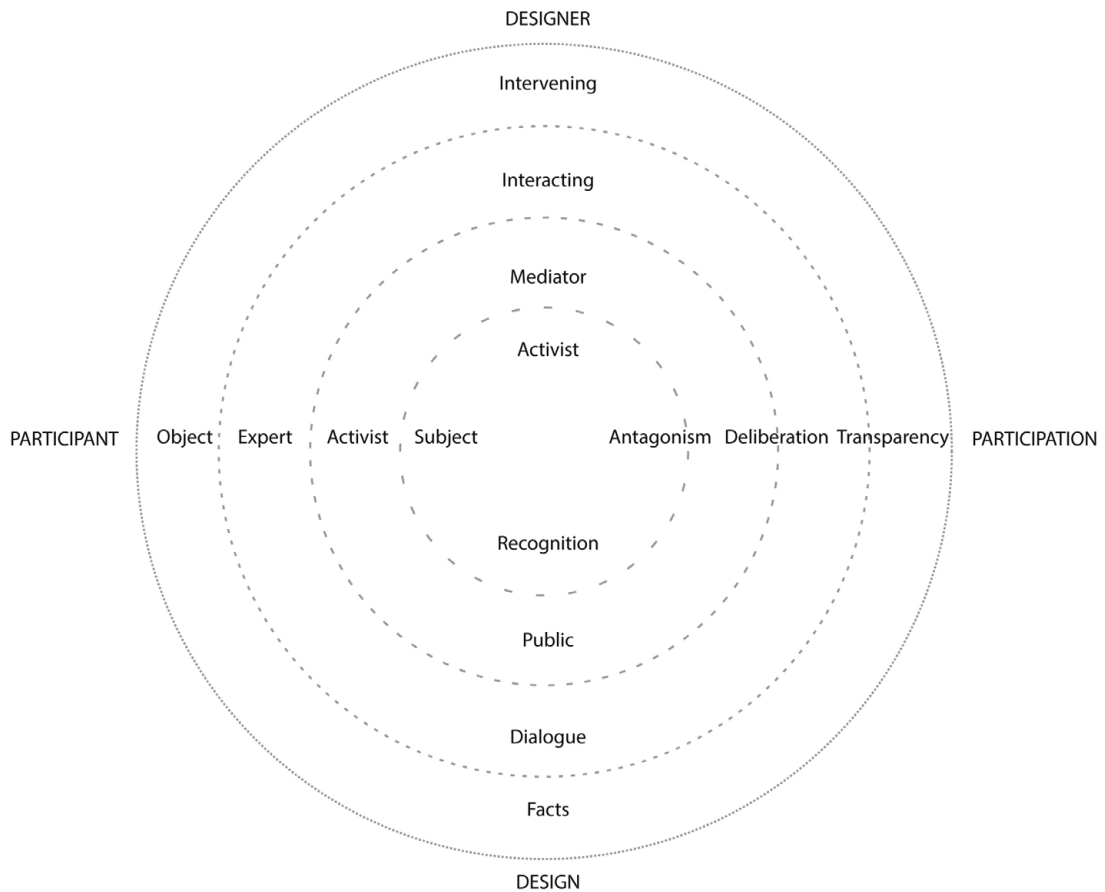 DESIGNER
Intervening
Interacting
Mediator
Activist
PARTICIPANT Object Expert Activist Subject Antagonism Deliberation Transparency PARTICIPATION
Recognition
Public
Dialogue
Facts
DESIGN